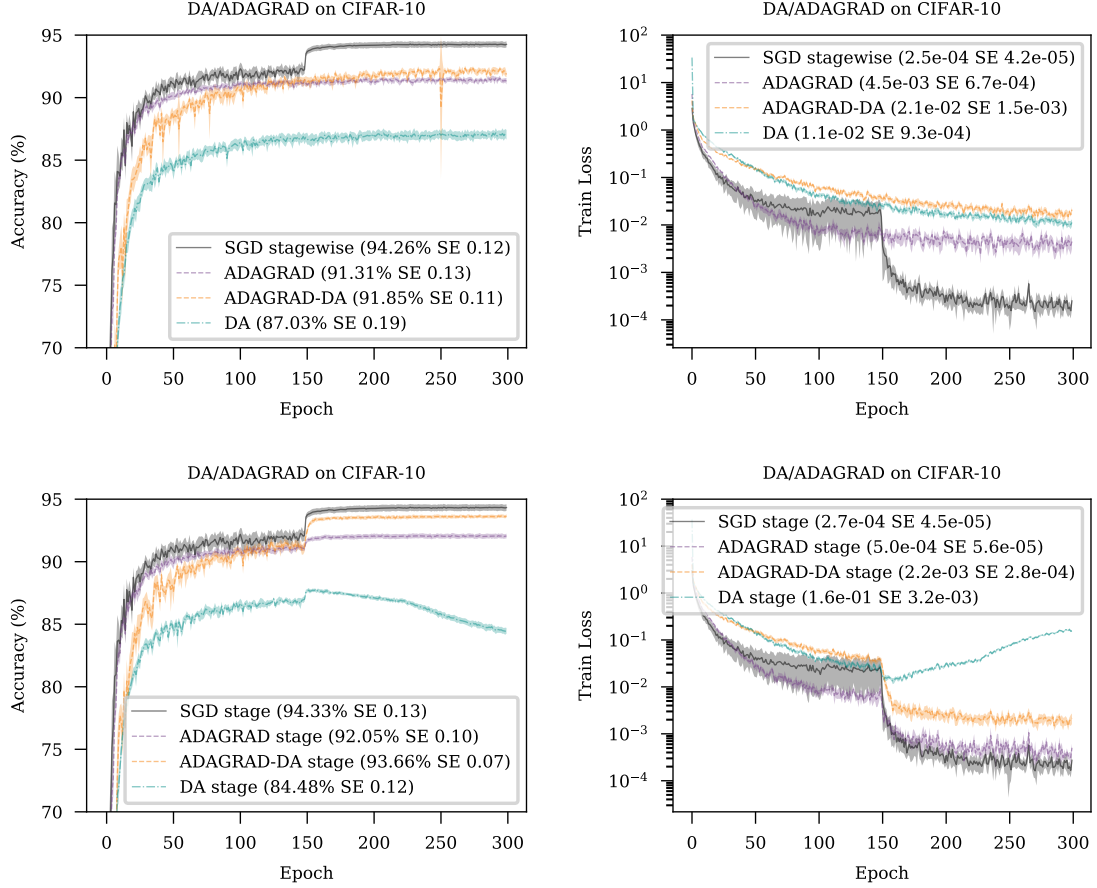 DA/ADAGRAD on CIFAR-10
95
90
85
80
75
70
Accuracy (%)
SGD stagewise (94.26% SE 0.12)
ADAGRAD (91.31% SE 0.13)
ADAGRAD-DA (91.85% SE 0.11)
DA (87.03% SE 0.19)
0 50 100 150 200 250 300
Epoch
DA/ADAGRAD on CIFAR-10
10^2
10^1
10^0
10^−1
10^−2
10^−3
10^−4
Train Loss
SGD stagewise (2.5e-04 SE 4.2e-05)
ADAGRAD (4.5e-03 SE 6.7e-04)
ADAGRAD-DA (2.1e-02 SE 1.5e-03)
DA (1.1e-02 SE 9.3e-04)
0 50 100 150 200 250 300
Epoch
DA/ADAGRAD on CIFAR-10
95
90
85
80
75
70
Accuracy (%)
SGD stage (94.33% SE 0.13)
ADAGRAD stage (92.05% SE 0.10)
ADAGRAD-DA stage (93.66% SE 0.07)
DA stage (84.48% SE 0.12)
0 50 100 150 200 250 300
Epoch
DA/ADAGRAD on CIFAR-10
10^2
10^1
10^0
10^−1
10^−2
10^−3
10^−4
Train Loss
SGD stage (2.7e-04 SE 4.5e-05)
ADAGRAD stage (5.0e-04 SE 5.6e-05)
ADAGRAD-DA stage (2.2e-03 SE 2.8e-04)
DA stage (1.6e-01 SE 3.2e-03)
0 50 100 150 200 250 300
Epoch